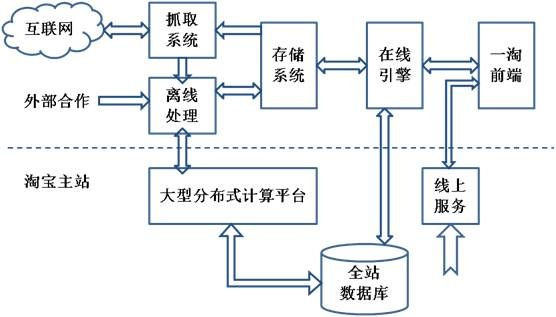 互联网
抓取
系统
存储
系统
在线
引擎
一淘
前端
外部合作
离线
处理
淘宝主站
大型分布式计算平台
线上
服务
全站
数据库